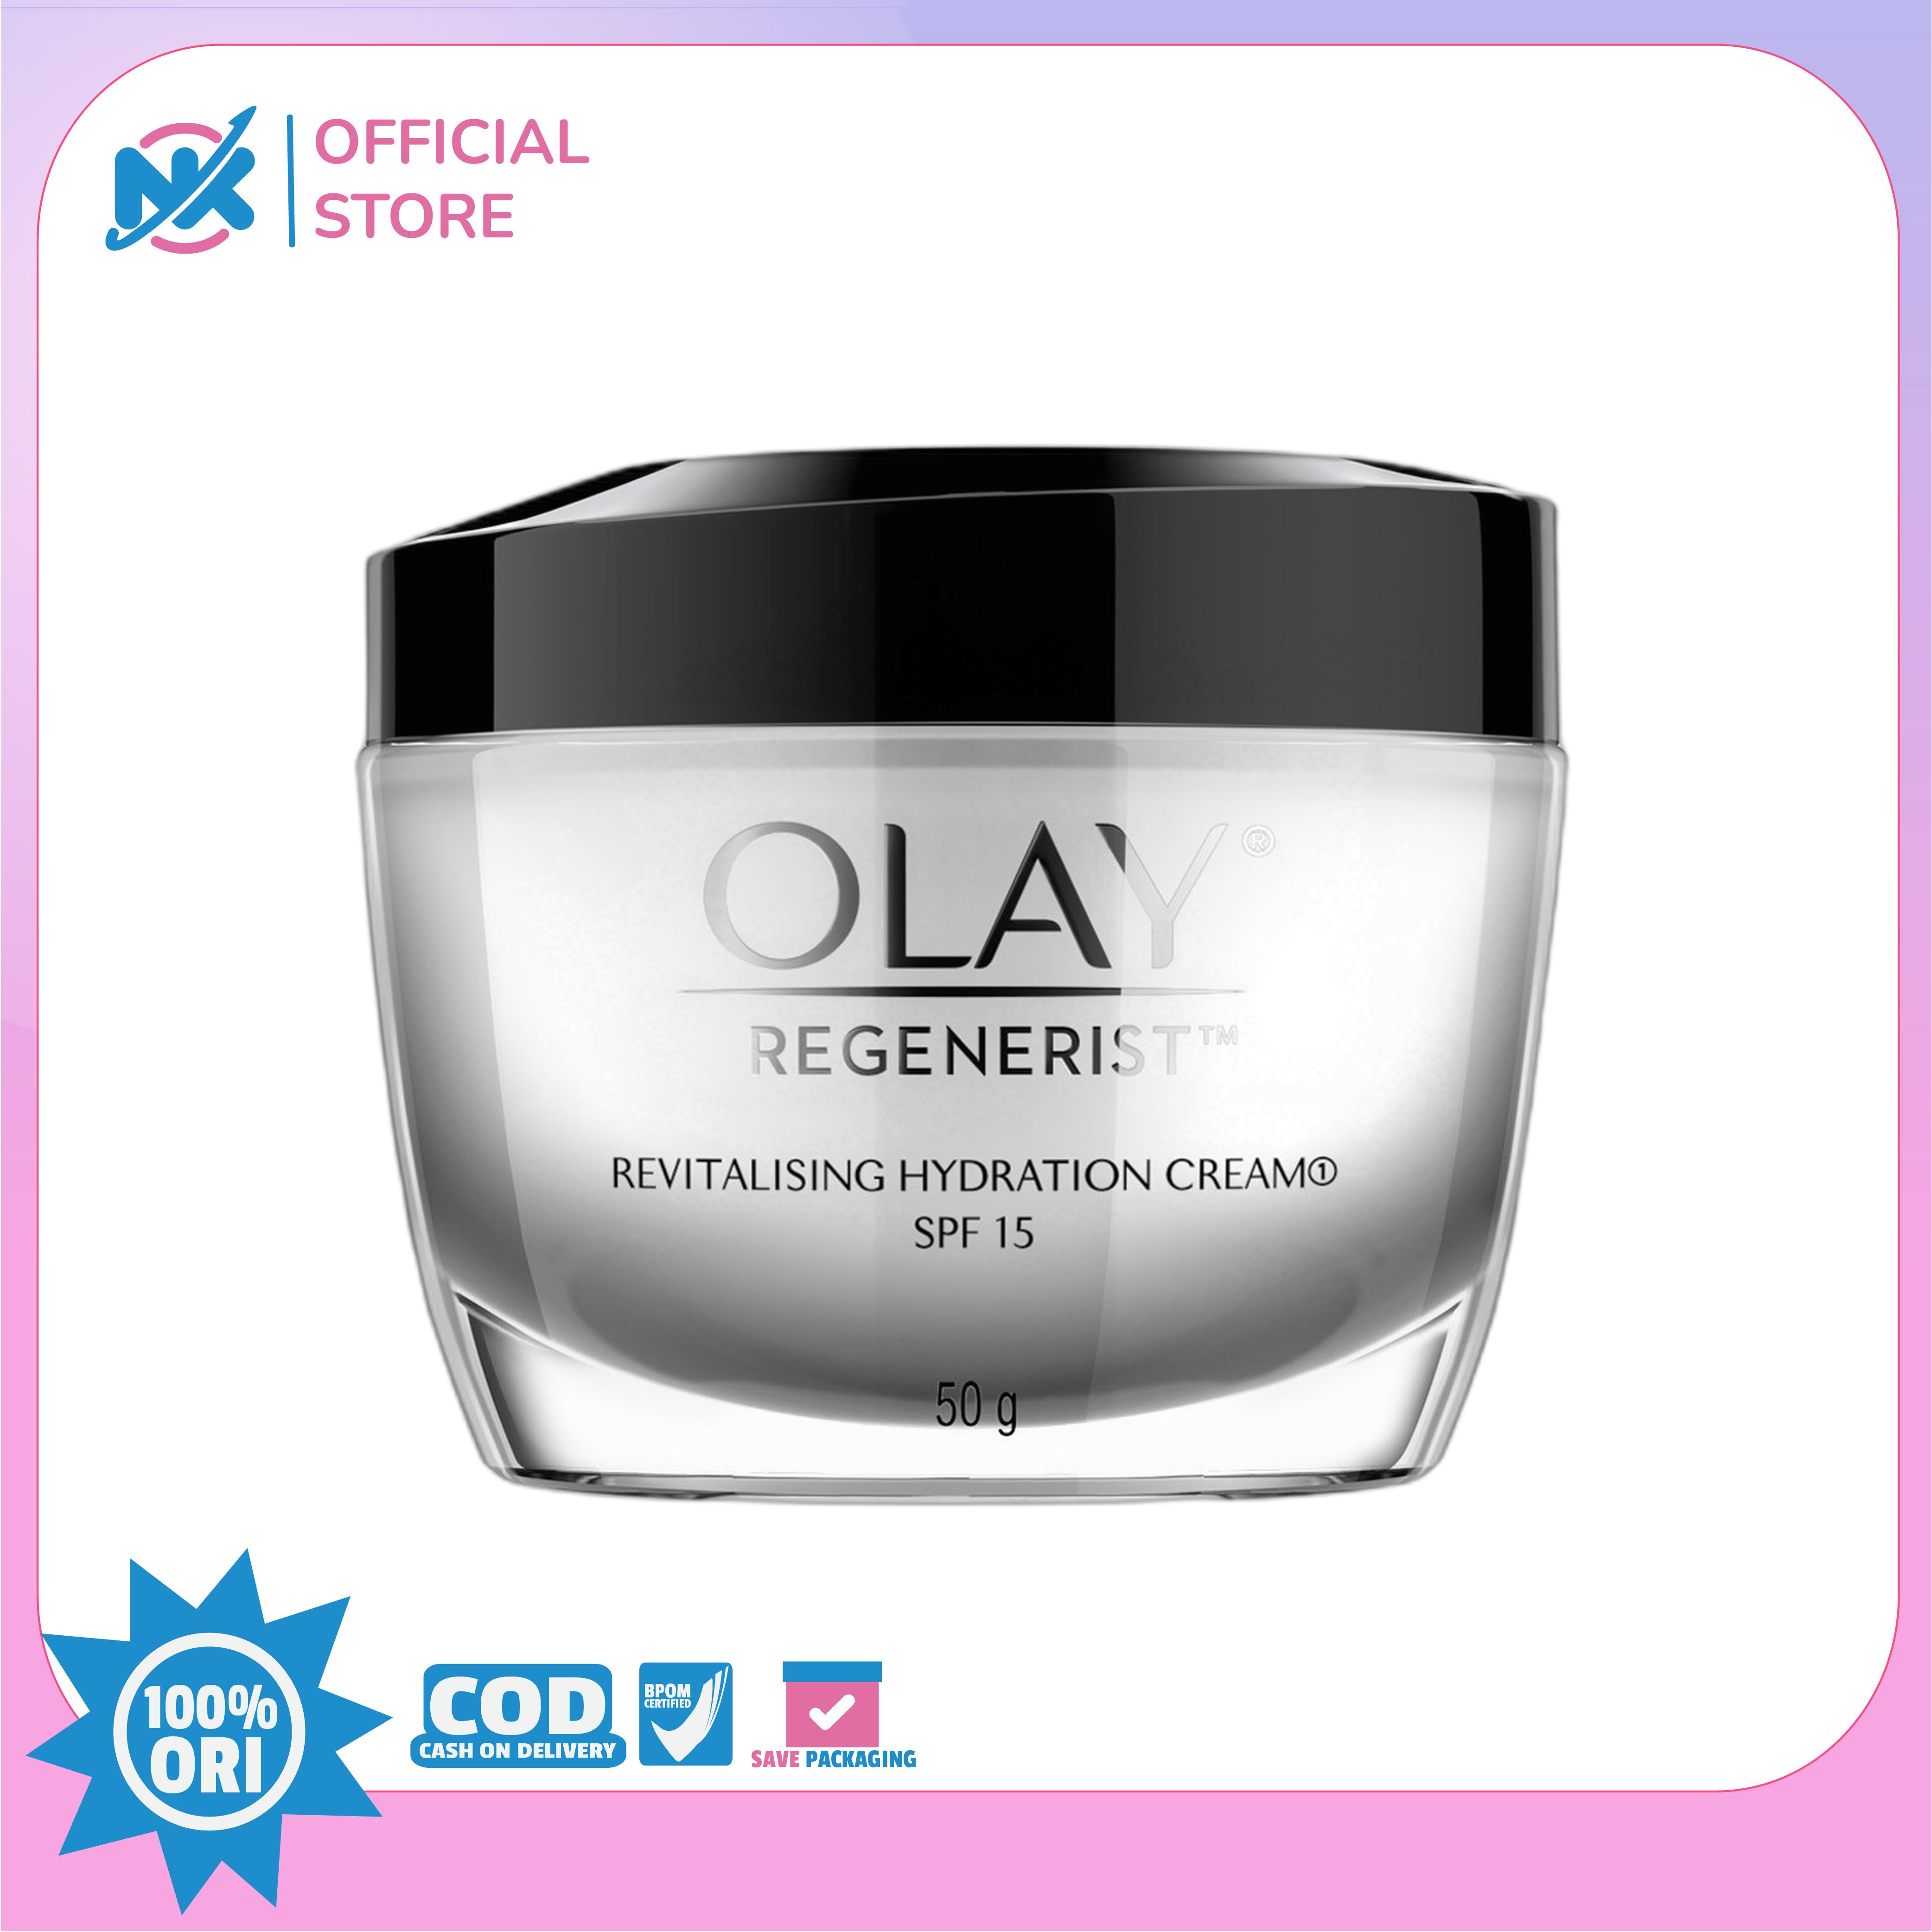 NK
OFFICIAL
STORE
OLAY®
REGENERIST™
REVITALISING HYDRATION CREAM①
SPF 15
50 g
100%
ORI
COD
CASH ON DELIVERY
BPOM
CERTIFIED
SAVE PACKAGING